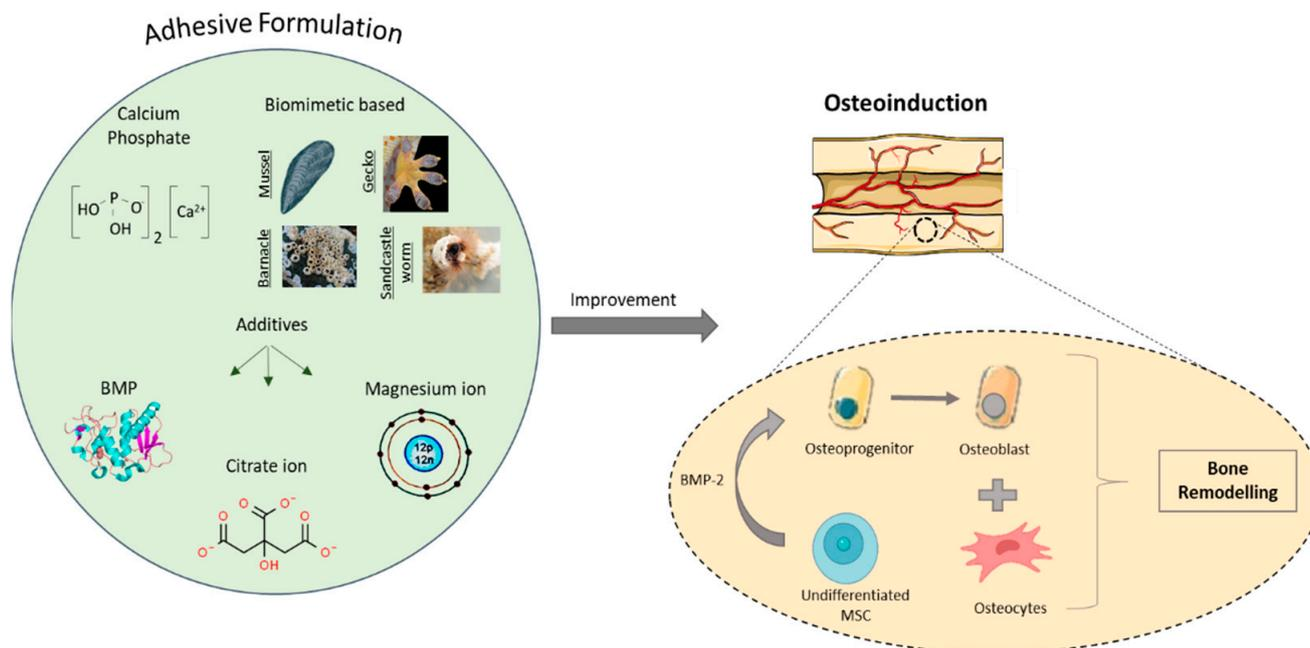 Adhesive Formulation
Calcium
Phosphate
HO P O⁻
OH
2
Ca²⁺
Biomimetic based
Mussel
Gecko
Barnacle
Sandcastle
worm
Additives
BMP
Magnesium ion
12p
12n
Citrate ion
O O⁻
O O
O⁻ O⁻
OH
Improvement
Osteoinduction
Osteoprogenitor
Osteoblast
BMP-2
Undifferentiated
MSC
Osteocytes
Bone
Remodelling